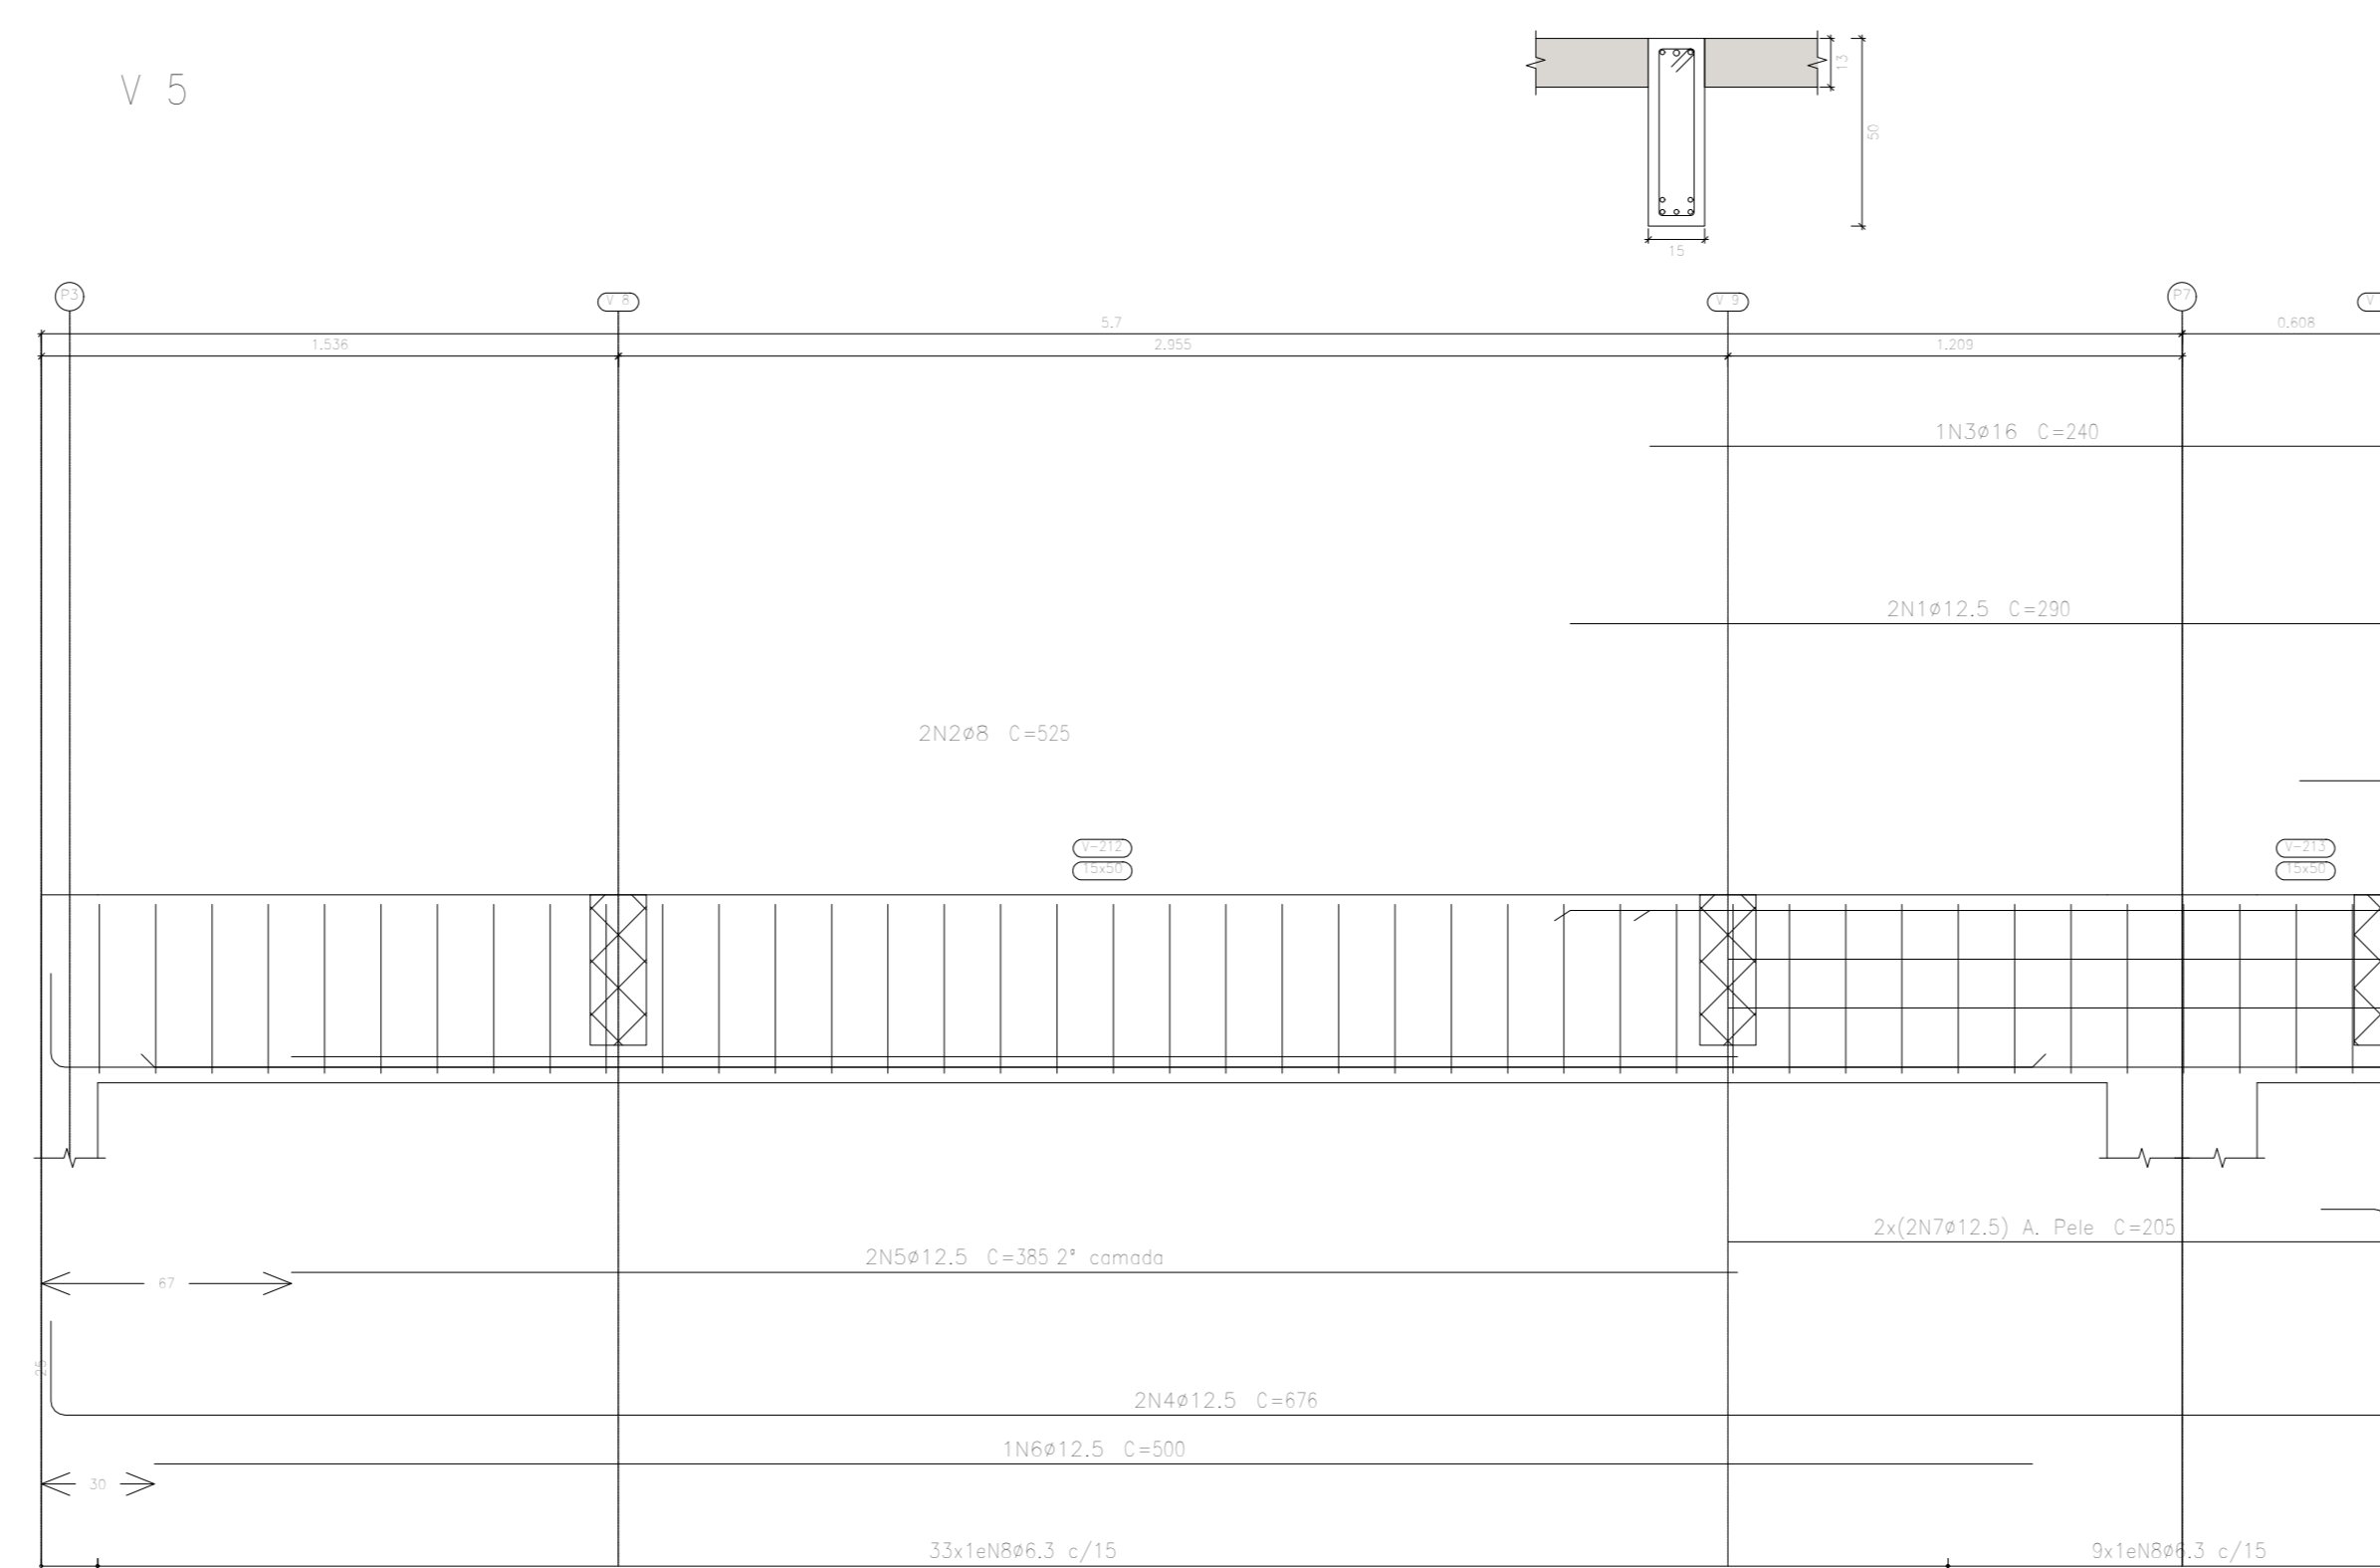 V 5
13
50
15
P3
V 8
V 9
P7
V
5.7
0.608
1.536
2.955
1.209
1N3ø16 C=240
2N1ø12.5 C=290
2N2ø8 C=525
V-212
15x50
V-213
15x50
2x(2N7ø12.5) A. Pele C=205
2N5ø12.5 C=385 2ª camada
67
25
2N4ø12.5 C=676
1N6ø12.5 C=500
30
33x1eN8ø6.3 c/15
9x1eN8ø6.3 c/15